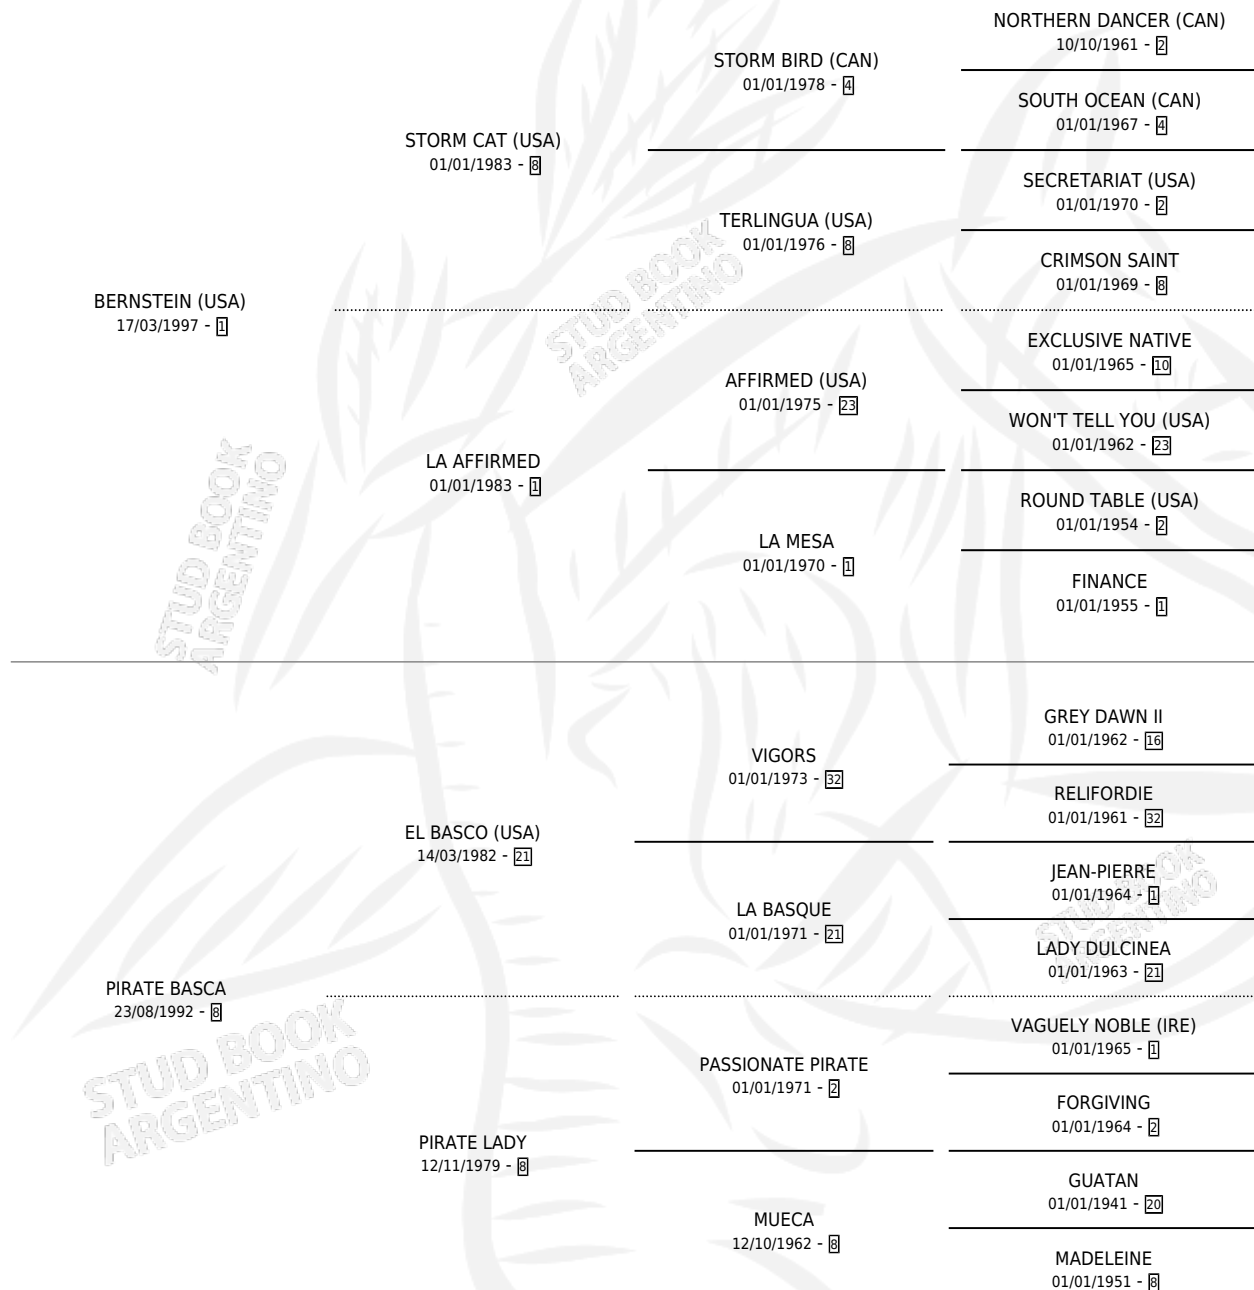 NORTHERN DANCER (CAN)
10/10/1961 - 2
STORM BIRD (CAN)
01/01/1978 - 4
SOUTH OCEAN (CAN)
01/01/1967 - 4
STORM CAT (USA)
01/01/1983 - 8
SECRETARIAT (USA)
01/01/1970 - 2
TERLINGUA (USA)
01/01/1976 - 8
CRIMSON SAINT
01/01/1969 - 8
BERNSTEIN (USA)
17/03/1997 - 1
EXCLUSIVE NATIVE
01/01/1965 - 10
AFFIRMED (USA)
01/01/1975 - 23
WON'T TELL YOU (USA)
01/01/1962 - 23
LA AFFIRMED
01/01/1983 - 1
ROUND TABLE (USA)
01/01/1954 - 2
LA MESA
01/01/1970 - 1
FINANCE
01/01/1955 - 1
GREY DAWN II
01/01/1962 - 16
VIGORS
01/01/1973 - 32
RELIFORDIE
01/01/1961 - 32
EL BASCO (USA)
14/03/1982 - 21
JEAN-PIERRE
01/01/1964 - 1
LA BASQUE
01/01/1971 - 21
LADY DULCINEA
01/01/1963 - 21
PIRATE BASCA
23/08/1992 - 8
VAGUELY NOBLE (IRE)
01/01/1965 - 1
PASSIONATE PIRATE
01/01/1971 - 2
FORGIVING
01/01/1964 - 2
PIRATE LADY
12/11/1979 - 8
GUATAN
01/01/1941 - 20
MUECA
12/10/1962 - 8
MADELEINE
01/01/1951 - 8
STUD BOOK
ARGENTINO
STUD BOOK
ARGENTINO
STUD BOOK
ARGENTINO
STUD BOOK
ARGENTINO